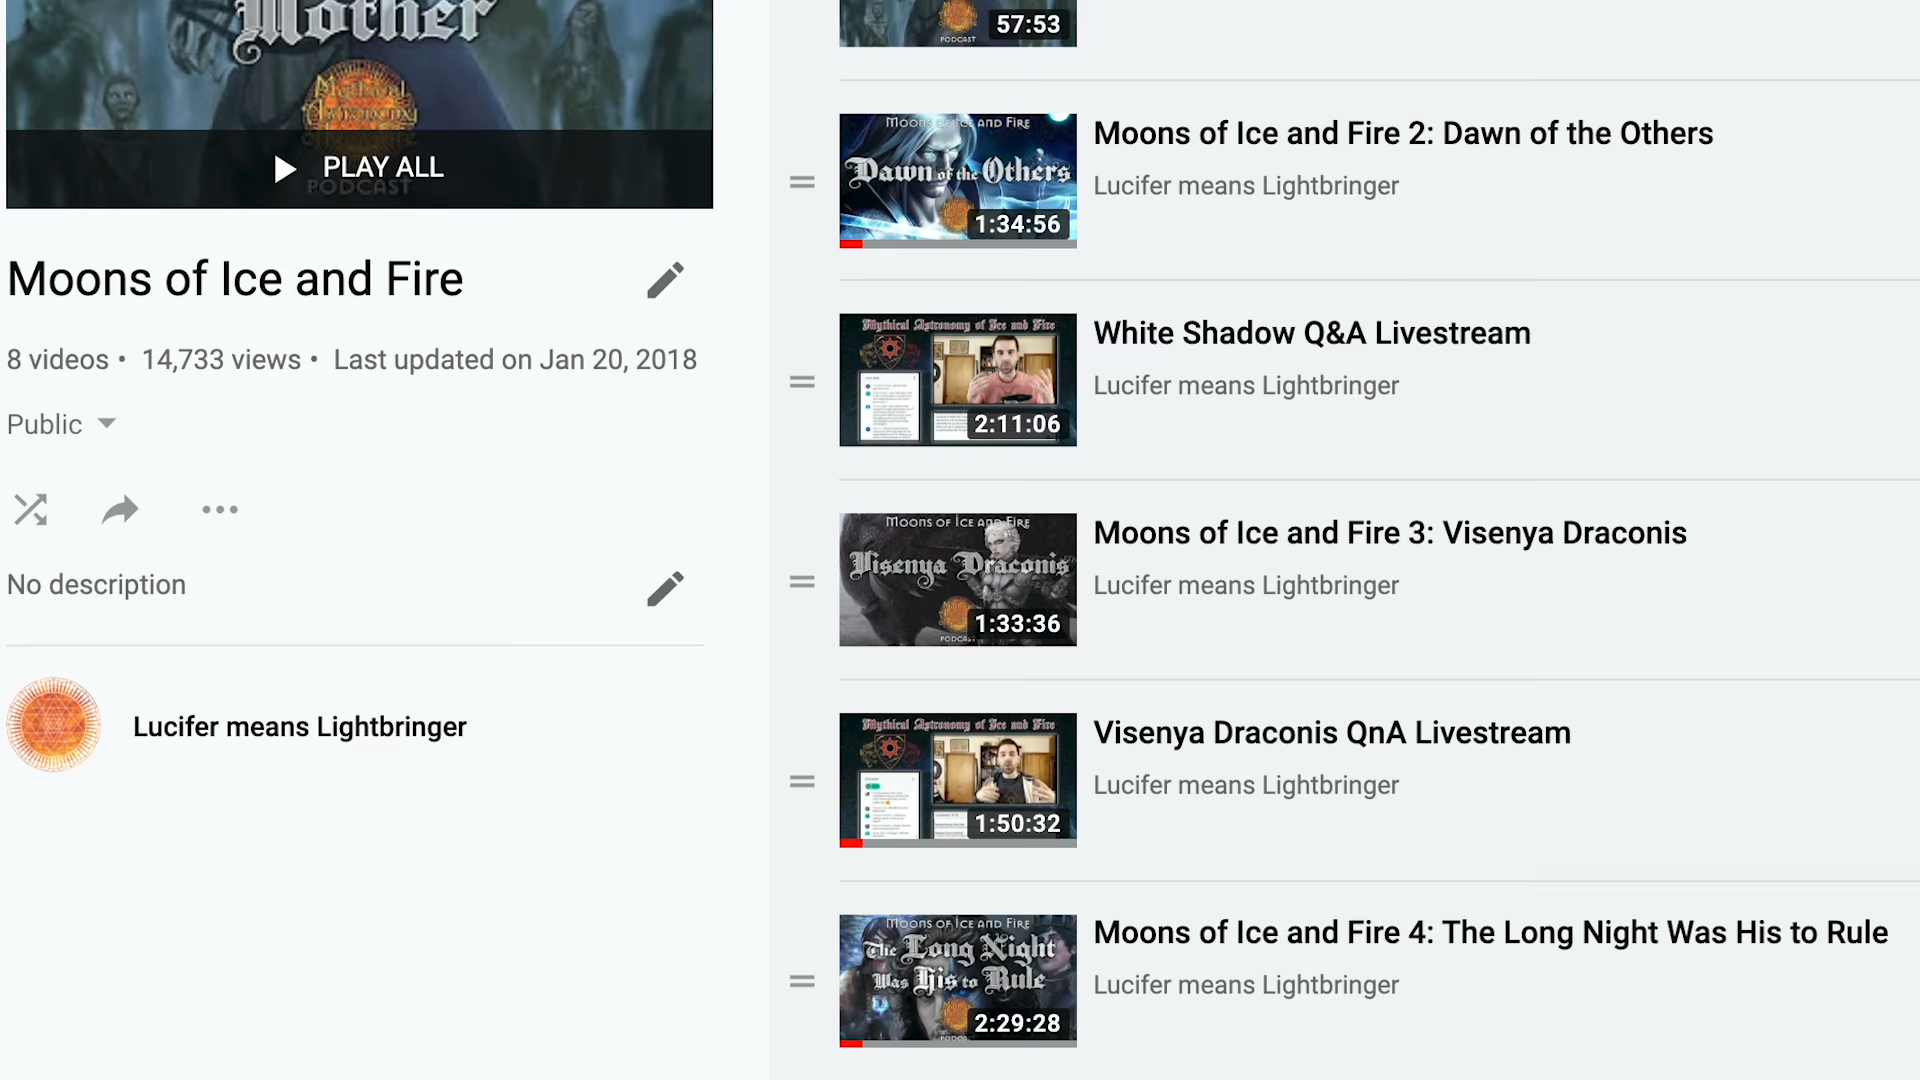 Mother
Mythical
Astronomy
PLAY ALL
PODCAST
Moons of Ice and Fire
8 videos • 14,733 views • Last updated on Jan 20, 2018
Public
No description
Lucifer means Lightbringer
PODCAST
57:53
Moons of Ice and Fire
Dawn of the Others
1:34:56
Moons of Ice and Fire 2: Dawn of the Others
Lucifer means Lightbringer
Mythical Astronomy of Ice and Fire
2:11:06
White Shadow Q&A Livestream
Lucifer means Lightbringer
Moons of Ice and Fire
Visenya Draconis
1:33:36
Moons of Ice and Fire 3: Visenya Draconis
Lucifer means Lightbringer
Mythical Astronomy of Ice and Fire
1:50:32
Visenya Draconis QnA Livestream
Lucifer means Lightbringer
Moons of Ice and Fire
The Long Night
Was His to Rule
2:29:28
Moons of Ice and Fire 4: The Long Night Was His to Rule
Lucifer means Lightbringer